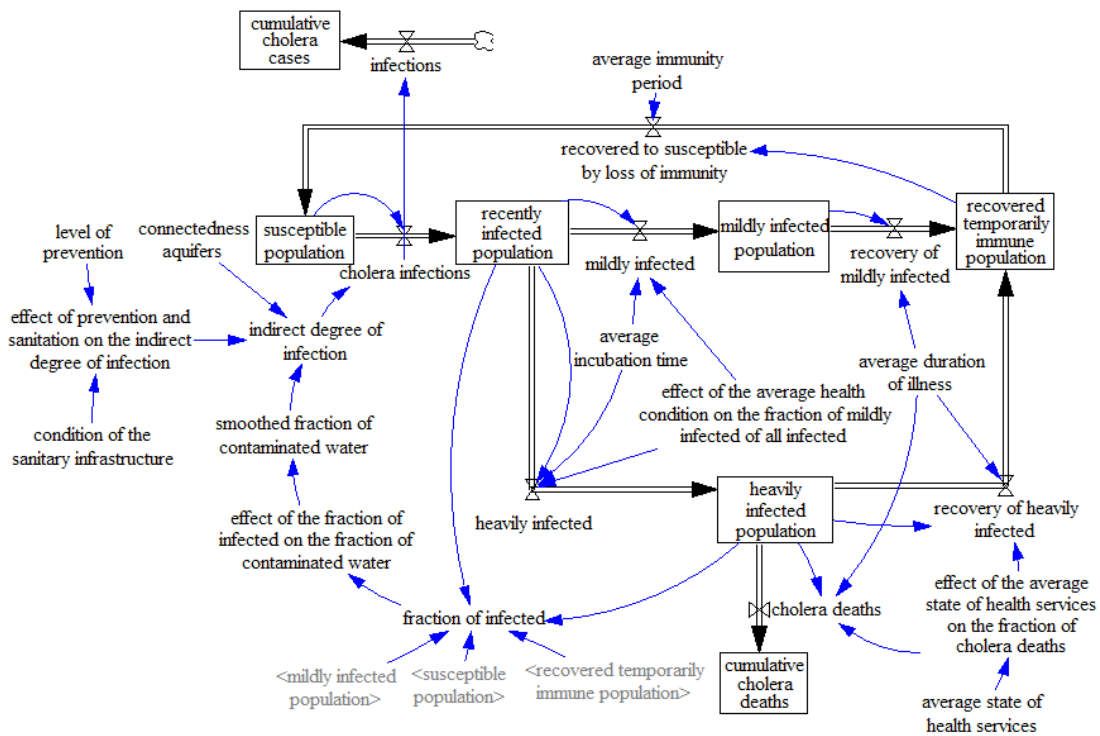 cumulative
cholera
cases
infections
average immunity
period
recovered to susceptible
by loss of immunity
level of
prevention
connectedness
aquifers
susceptible
population
cholera infections
recently
infected
population
mildly infected
mildly infected
population
recovery of
mildly infected
recovered
temporarily
immune
population
effect of prevention and
sanitation on the indirect
degree of infection
indirect degree of
infection
average
incubation time
average duration
of illness
condition of the
sanitary infrastructure
smoothed fraction of
contaminated water
effect of the average health
condition on the fraction of mildly
infected of all infected
effect of the fraction of
infected on the fraction of
contaminated water
heavily infected
heavily
infected
population
recovery of heavily
infected
fraction of infected
cholera deaths
effect of the average
state of health services
on the fraction of
cholera deaths
<mildly infected
population>
<susceptible
population>
<recovered temporarily
immune population>
cumulative
cholera
deaths
average state of
health services